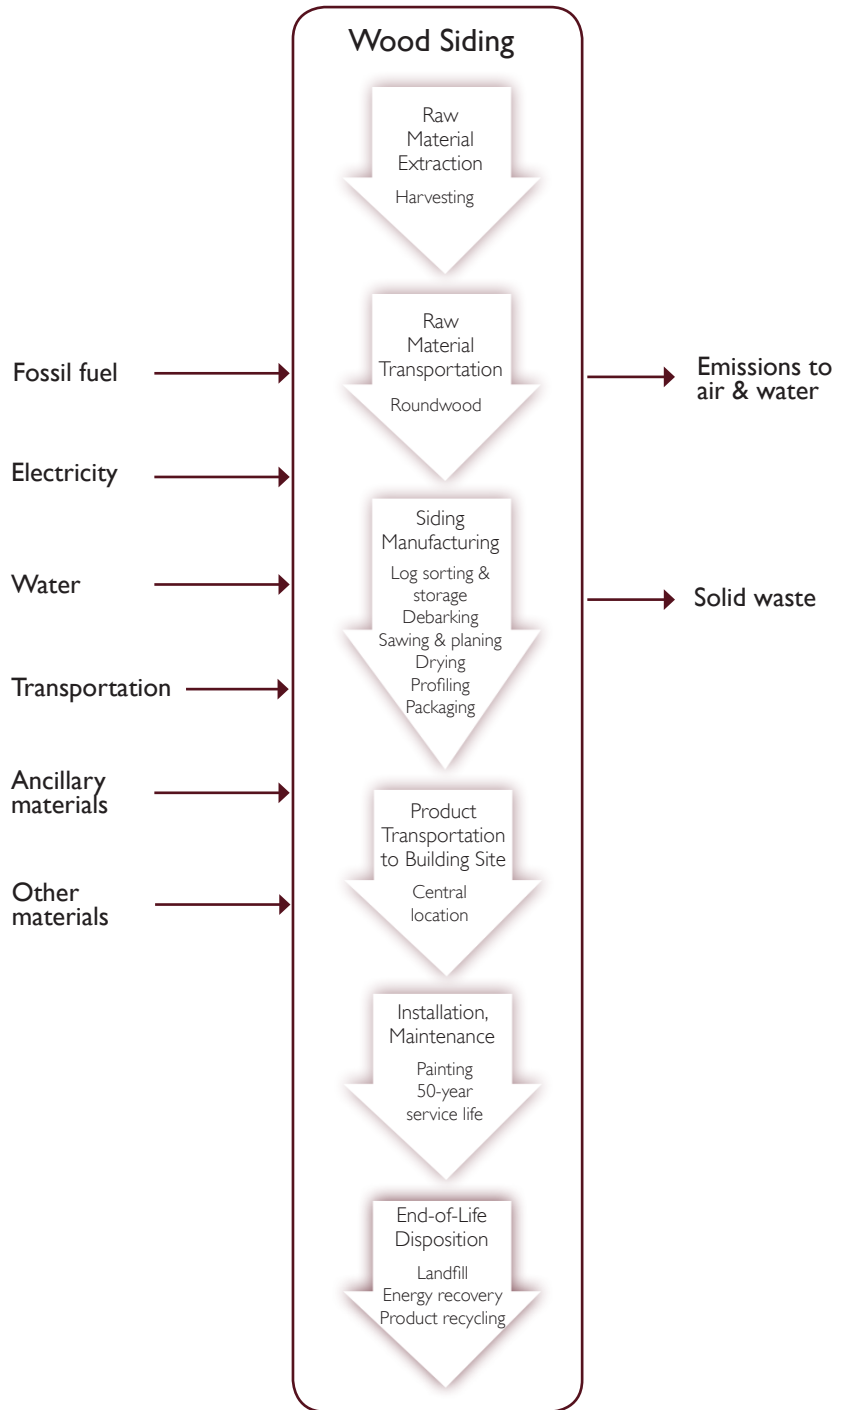 Wood Siding
Raw
Material
Extraction
Harvesting
Raw
Material
Transportation
Roundwood
Siding
Manufacturing
Log sorting &
storage
Debarking
Sawing & planing
Drying
Profiling
Packaging
Product
Transportation
to Building Site
Central
location
Installation,
Maintenance
Painting
50-year
service life
End-of-Life
Disposition
Landfill
Energy recovery
Product recycling
Fossil fuel
Electricity
Water
Transportation
Ancillary
materials
Other
materials
Emissions to
air & water
Solid waste